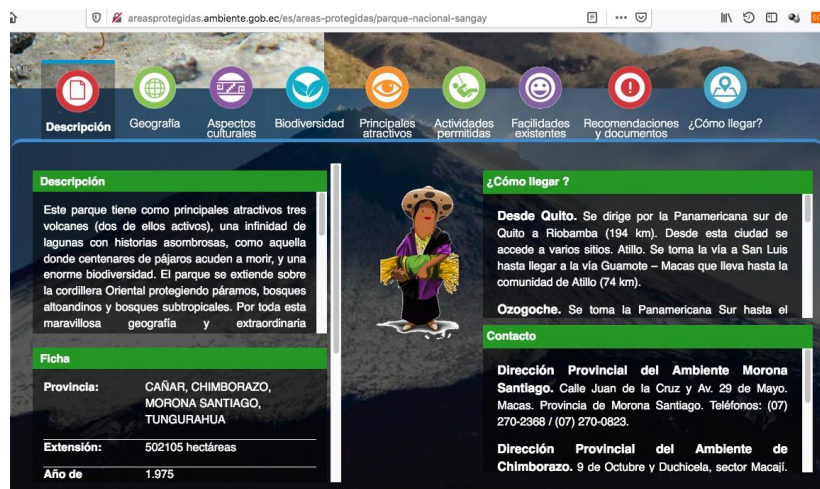 areasprotegidas.ambiente.gob.ec/es/areas-protegidas/parque-nacional-sangay
Descripción
Geografía
Aspectos
culturales
Biodiversidad
Principales
atractivos
Actividades
permitidas
Facilidades
existentes
Recomendaciones
y documentos
¿Cómo llegar?
Descripción
Este parque tiene como principales atractivos tres
volcanes (dos de ellos activos), una infinidad de
lagunas con historias asombrosas, como aquella
donde centenares de pájaros acuden a morir, y una
enorme biodiversidad. El parque se extiende sobre
la cordillera Oriental protegiendo páramos, bosques
altoandinos y bosques subtropicales. Por toda esta
maravillosa geografía y extraordinaria
Ficha
Provincia: CAÑAR, CHIMBORAZO,
MORONA SANTIAGO,
TUNGURAHUA
Extensión: 502105 hectáreas
Año de 1.975
¿Cómo llegar ?
Desde Quito. Se dirige por la Panamericana sur de
Quito a Riobamba (194 km). Desde esta ciudad se
accede a varios sitios. Atillo. Se toma la vía a San Luis
hasta llegar a la vía Guamote – Macas que lleva hasta la
comunidad de Atillo (74 km).
Ozogoche. Se toma la Panamericana Sur hasta el
Contacto
Dirección Provincial del Ambiente Morona
Santiago. Calle Juan de la Cruz y Av. 29 de Mayo.
Macas. Provincia de Morona Santiago. Teléfonos: (07)
270-2368 / (07) 270-0823.
Dirección Provincial del Ambiente de
Chimborazo. 9 de Octubre y Duchicela, sector Macají.